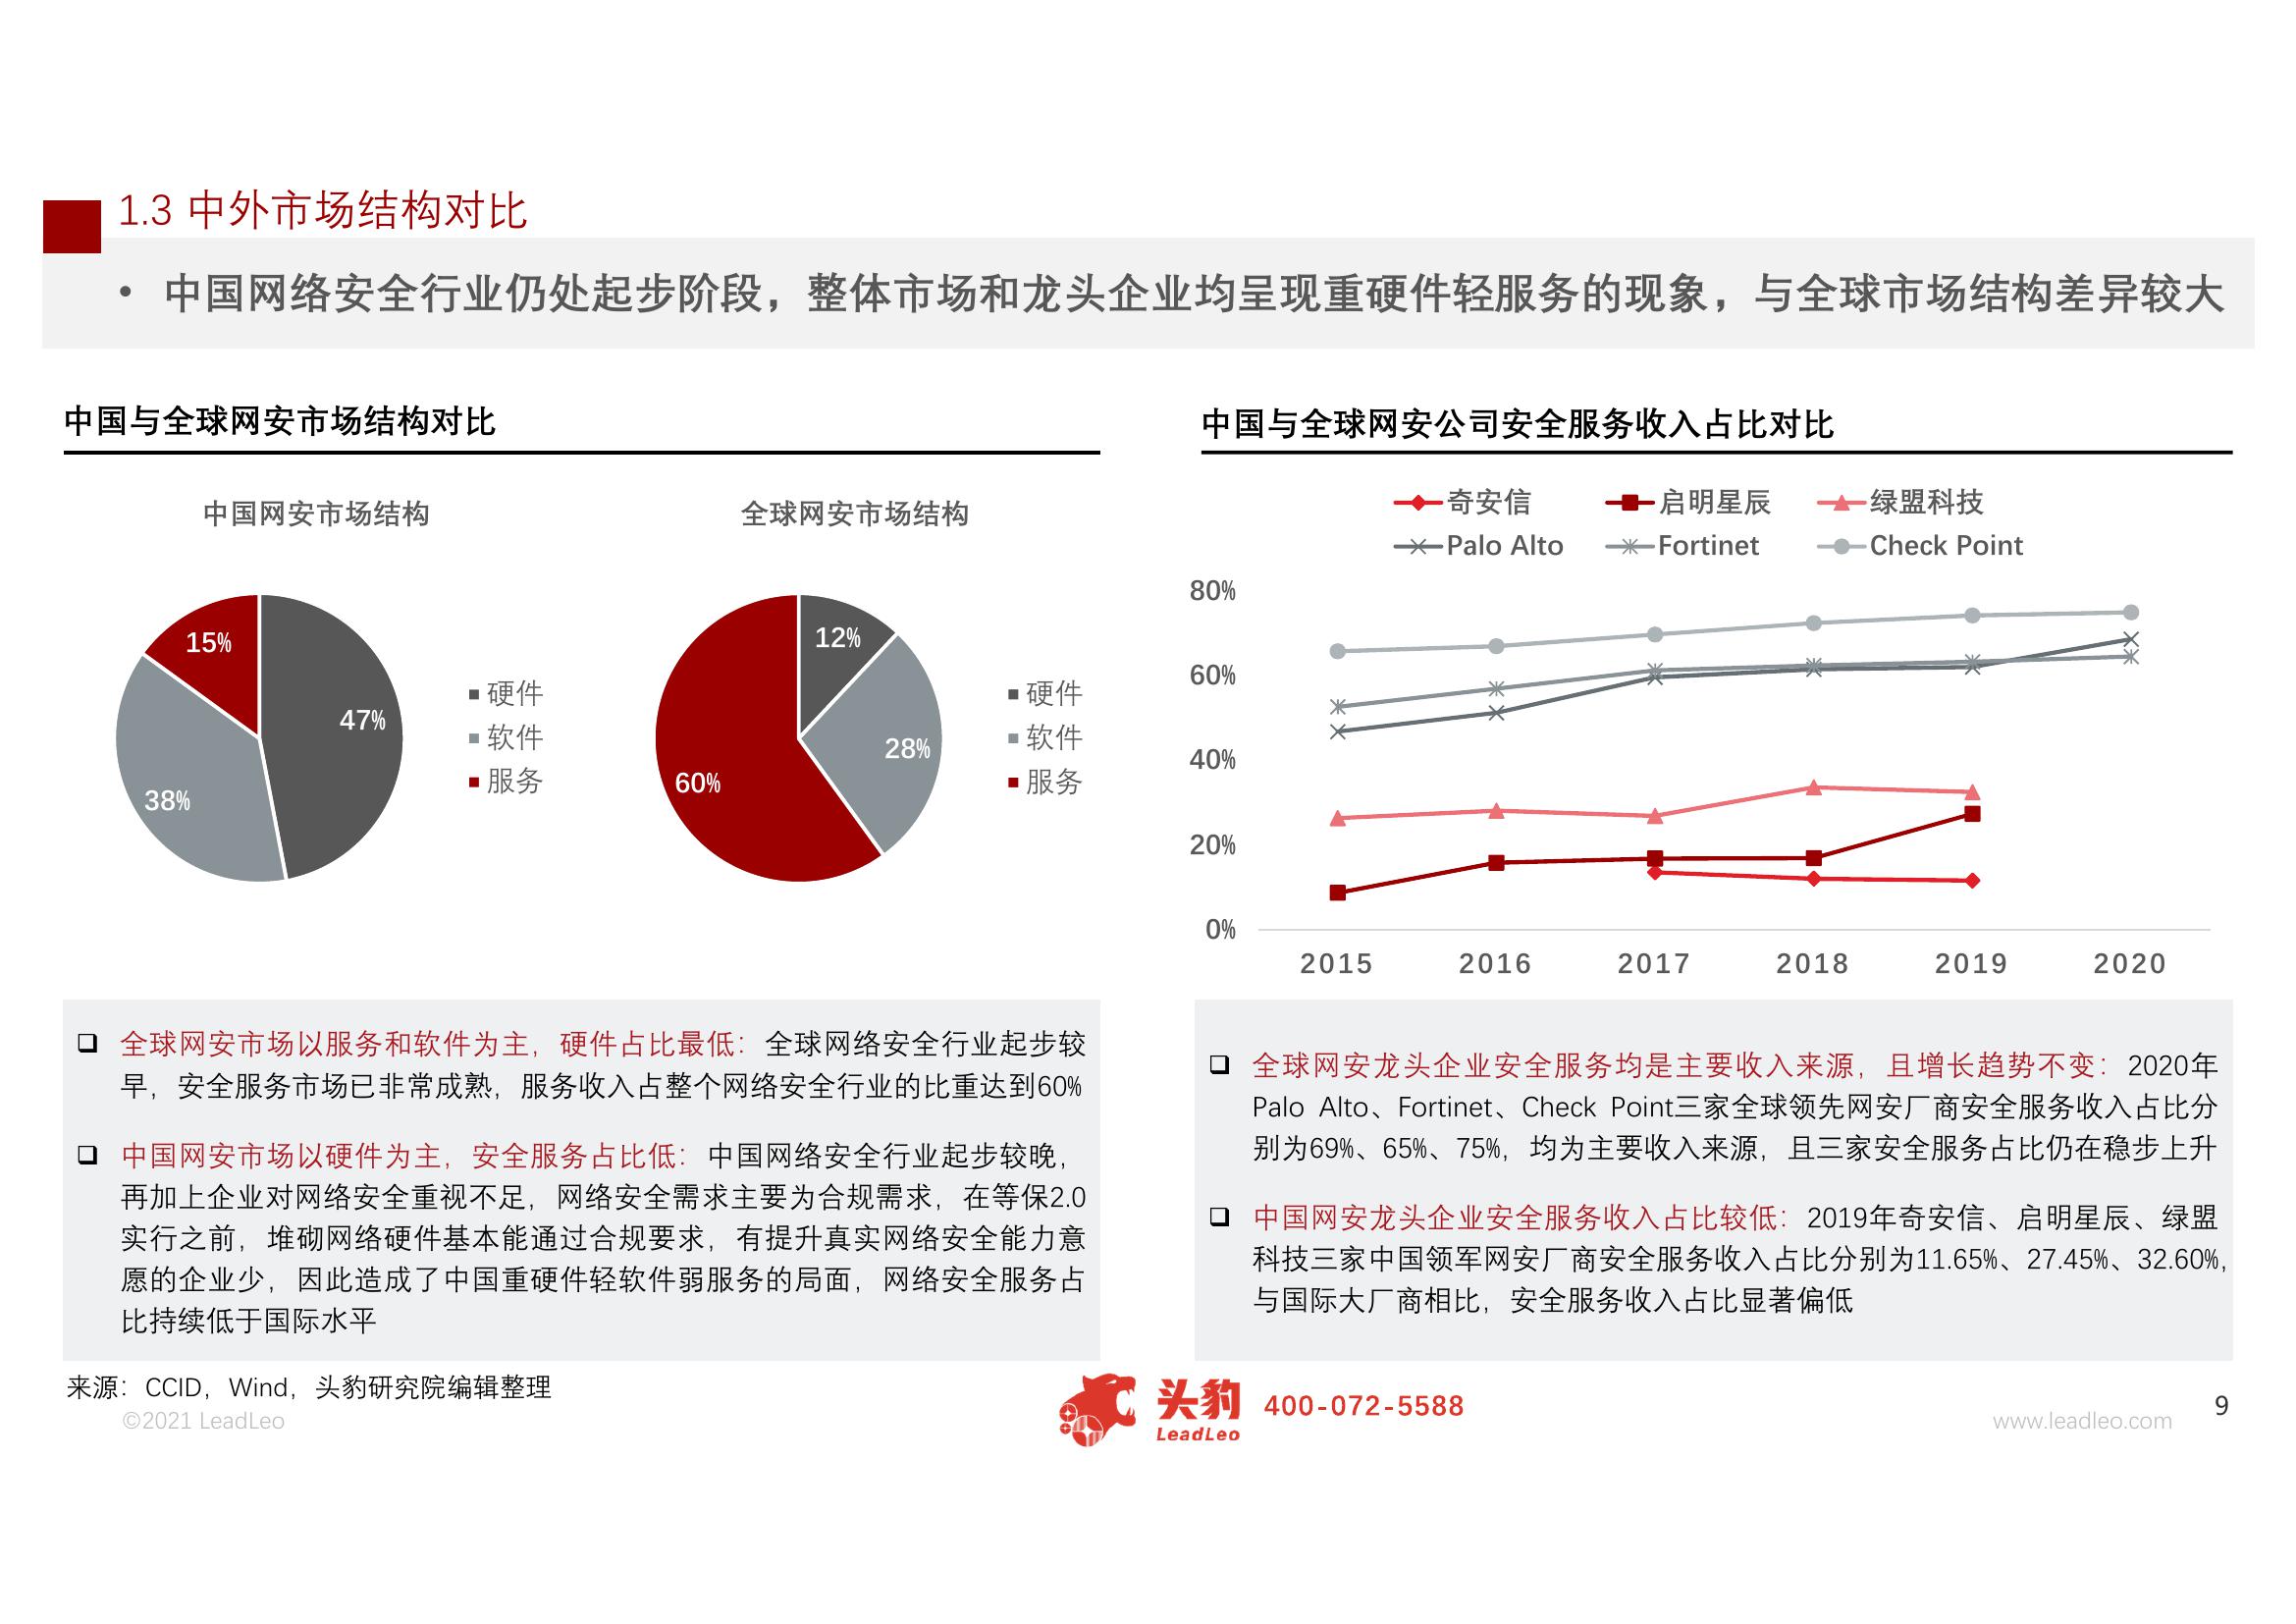 1.3 中外市场结构对比
• 中国网络安全行业仍处起步阶段，整体市场和龙头企业均呈现重硬件轻服务的现象，与全球市场结构差异较大
中国与全球网安市场结构对比
中国网安市场结构
全球网安市场结构
15%
47%
38%
硬件
软件
服务
12%
28%
60%
硬件
软件
服务
❑ 全球网安市场以服务和软件为主，硬件占比最低：全球网络安全行业起步较
早，安全服务市场已非常成熟，服务收入占整个网络安全行业的比重达到60%
❑ 中国网安市场以硬件为主，安全服务占比低：中国网络安全行业起步较晚，
再加上企业对网络安全重视不足，网络安全需求主要为合规需求，在等保2.0
实行之前，堆砌网络硬件基本能通过合规要求，有提升真实网络安全能力意
愿的企业少，因此造成了中国重硬件轻软件弱服务的局面，网络安全服务占
比持续低于国际水平
中国与全球网安公司安全服务收入占比对比
奇安信 启明星辰 绿盟科技
Palo Alto Fortinet Check Point
80%
60%
40%
20%
0%
2015 2016 2017 2018 2019 2020
❑ 全球网安龙头企业安全服务均是主要收入来源，且增长趋势不变：2020年
Palo Alto、Fortinet、Check Point三家全球领先网安厂商安全服务收入占比分
别为69%、65%、75%，均为主要收入来源，且三家安全服务占比仍在稳步上升
❑ 中国网安龙头企业安全服务收入占比较低：2019年奇安信、启明星辰、绿盟
科技三家中国领军网安厂商安全服务收入占比分别为11.65%、27.45%、32.60%,
与国际大厂商相比，安全服务收入占比显著偏低
来源：CCID，Wind，头豹研究院编辑整理
©2021 LeadLeo
头豹
LeadLeo
400-072-5588
www.leadleo.com
9